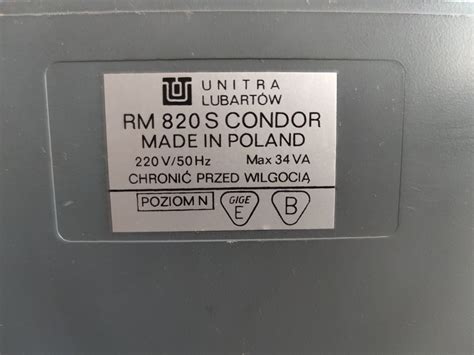 UNITRA
LUBARTÓW
RM 820 S CONDOR
MADE IN POLAND
220 V/50 Hz Max 34 VA
CHRONIĆ PRZED WILGOCIĄ
POZIOM N GIGE E B